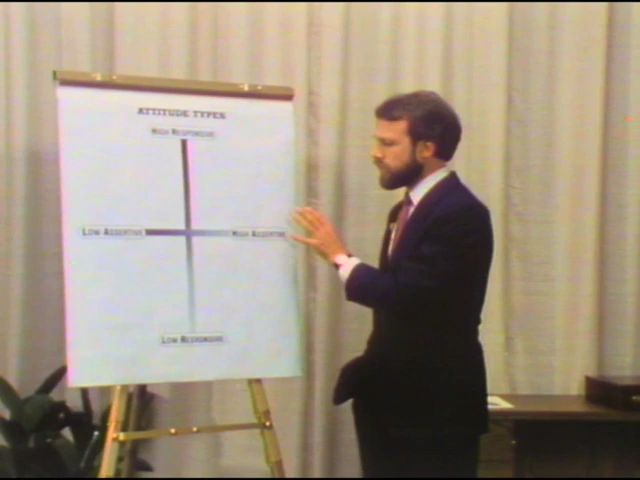 ATTITUDE TYPES
HIGH RESPONSIVE
LOW ASSERTIVE HIGH ASSERTIVE
LOW RESPONSIVE